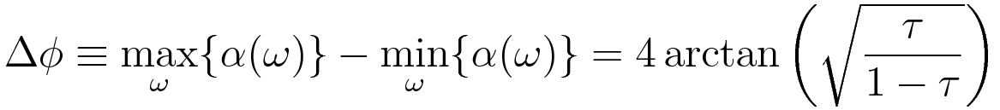 Δφ ≡ max_ω{α(ω)} − min_ω{α(ω)} = 4 arctan(√(τ/(1 − τ)))